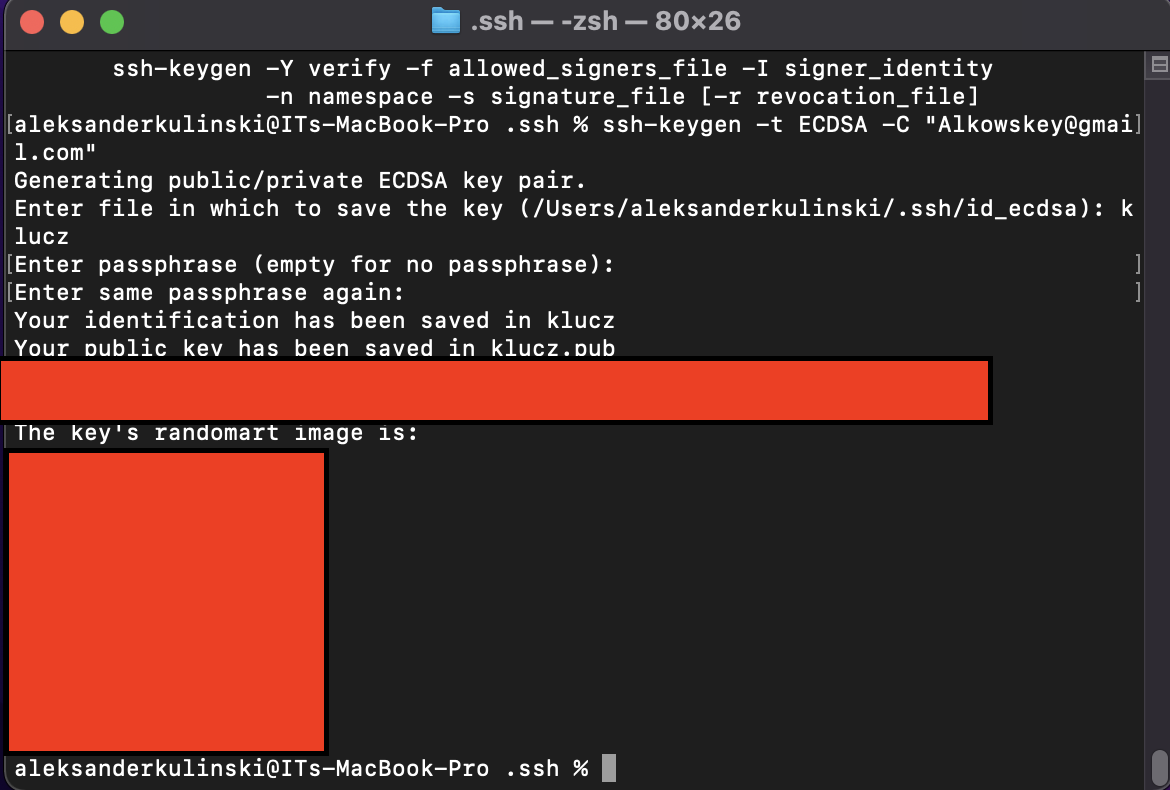 .ssh — -zsh — 80×26
ssh-keygen -Y verify -f allowed_signers_file -I signer_identity
-n namespace -s signature_file [-r revocation_file]
[aleksanderkulinski@ITs-MacBook-Pro .ssh % ssh-keygen -t ECDSA -C "Alkowskey@gmai]
l.com"
Generating public/private ECDSA key pair.
Enter file in which to save the key (/Users/aleksanderkulinski/.ssh/id_ecdsa): k
lucz
[Enter passphrase (empty for no passphrase): ]
[Enter same passphrase again: ]
Your identification has been saved in klucz
Your public key has been saved in klucz.pub
The key's randomart image is:
aleksanderkulinski@ITs-MacBook-Pro .ssh %